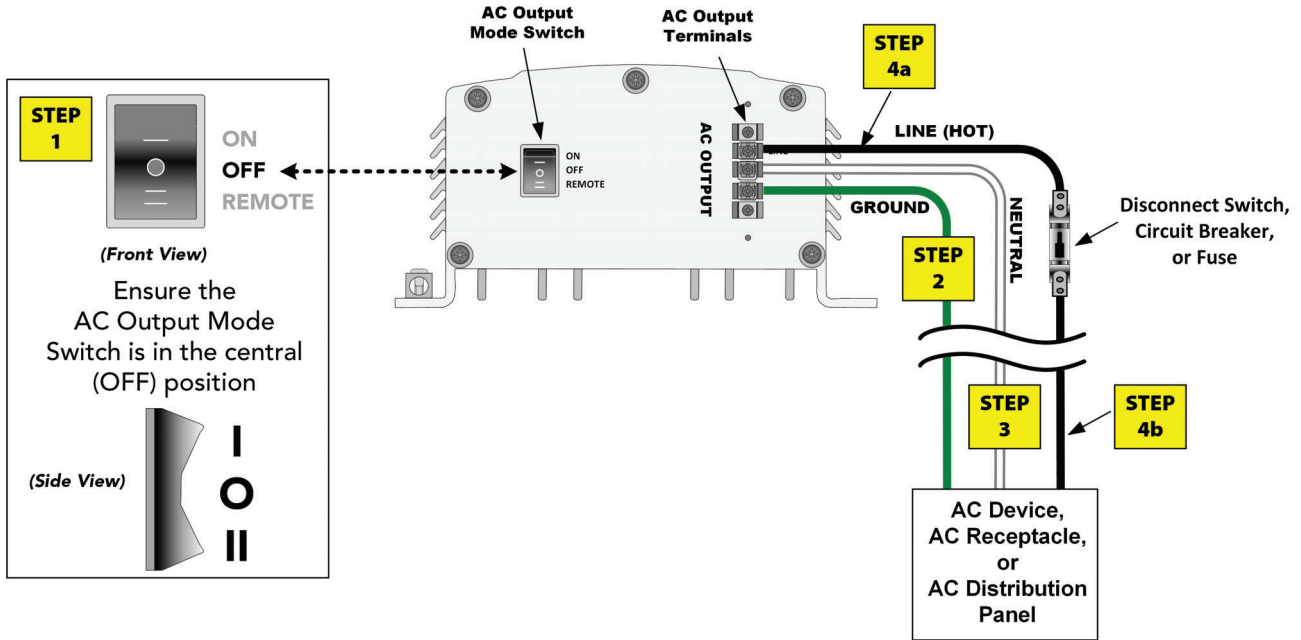 AC Output
Mode Switch
AC Output
Terminals
STEP
4a
STEP
1
ON
OFF
REMOTE
(Front View)
Ensure the
AC Output Mode
Switch is in the central
(OFF) position
(Side View)
I
O
II
ON
OFF
REMOTE
AC OUTPUT
LINE (HOT)
GROUND
NEUTRAL
STEP
2
Disconnect Switch,
Circuit Breaker,
or Fuse
STEP
3
STEP
4b
AC Device,
AC Receptacle,
or
AC Distribution
Panel